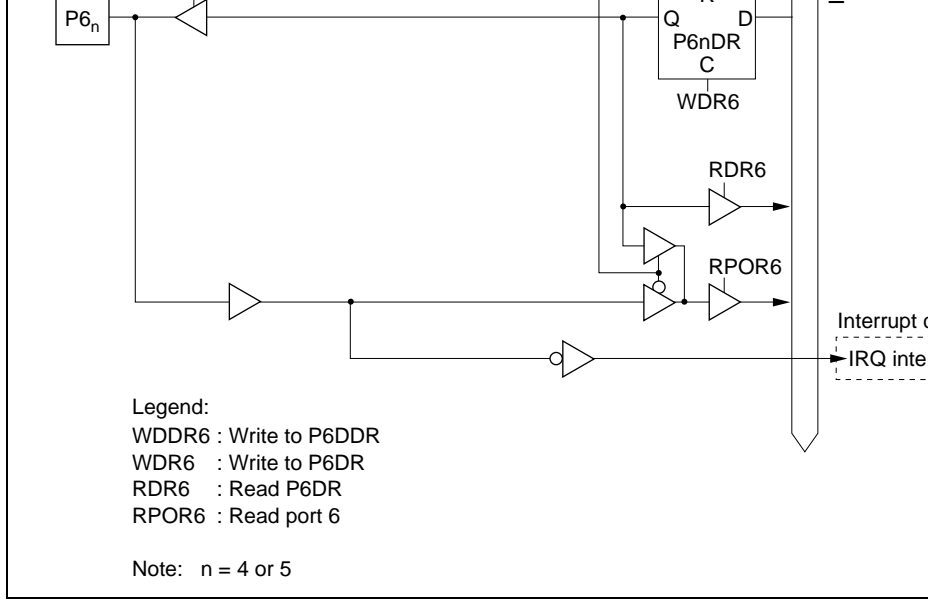 P6n
Q D
P6nDR
C
WDR6
RDR6
RPOR6
Interrupt
IRQ
Legend:
WDDR6 : Write to P6DDR
WDR6 : Write to P6DR
RDR6 : Read P6DR
RPOR6 : Read port 6
Note: n = 4 or 5